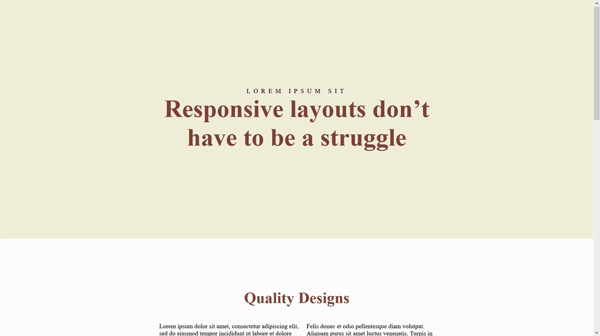 LOREM IPSUM SIT
Responsive layouts don’t
have to be a struggle
Quality Designs
Lorem ipsum dolor sit amet, consectetur adipiscing elit,
sed do eiusmod tempor incididunt ut labore et dolore
Felis donec et odio pellentesque diam volutpat.
Aliquam purus sit amet luctus venenatis. Turpis in